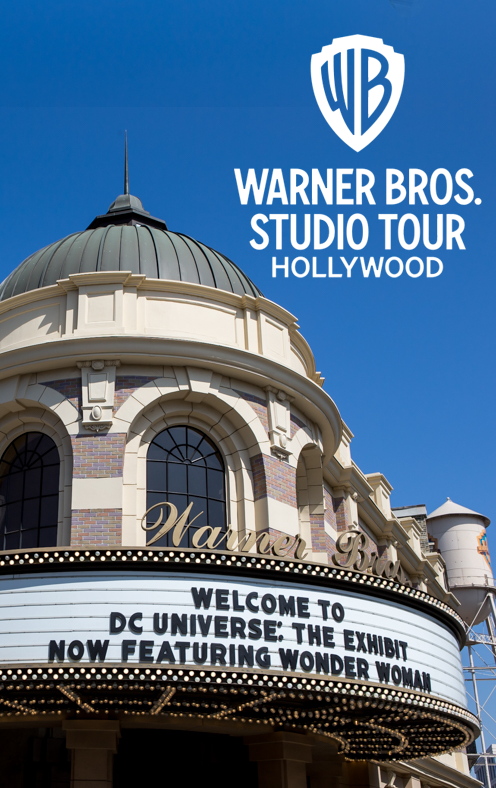 WB
WARNER BROS.
STUDIO TOUR
HOLLYWOOD
Warner Bros.
WELCOME TO
DC UNIVERSE: THE EXHIBIT
NOW FEATURING WONDER WOMAN